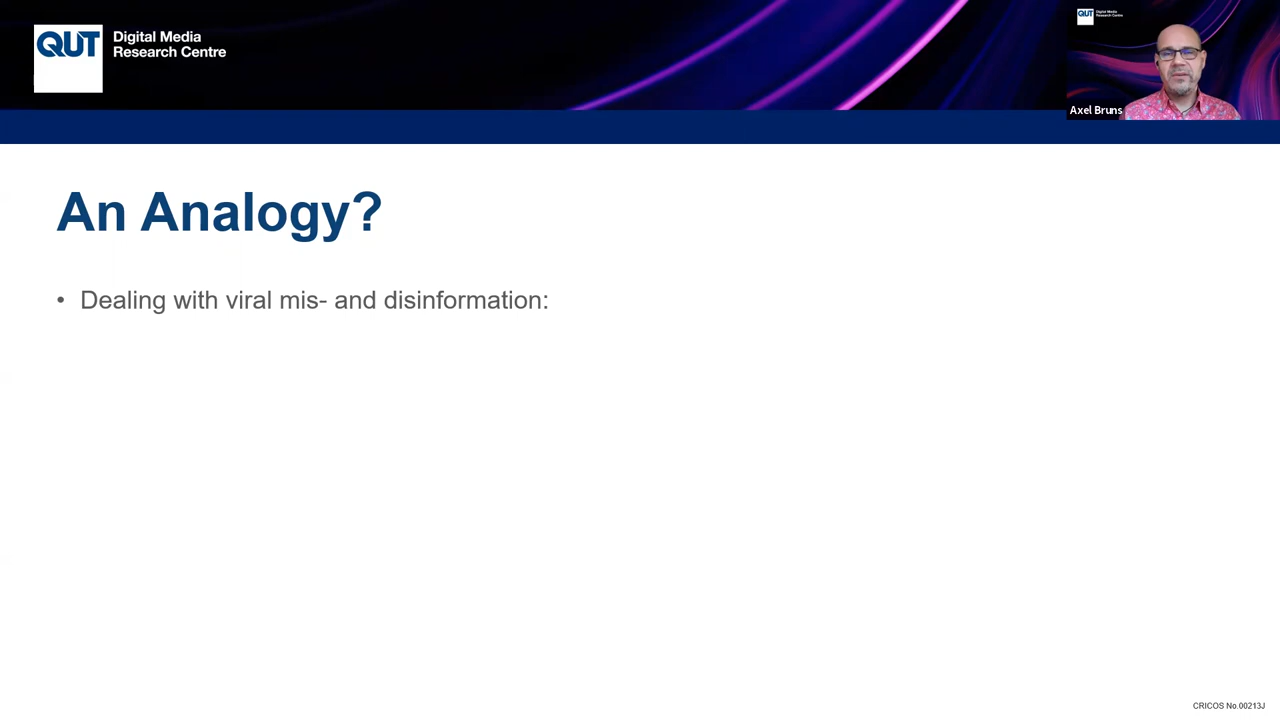 QUT
Digital Media
Research Centre
QUT
Digital Media
Research Centre
Axel Bruns
An Analogy?
• Dealing with viral mis- and disinformation:
CRICOS No.00213J